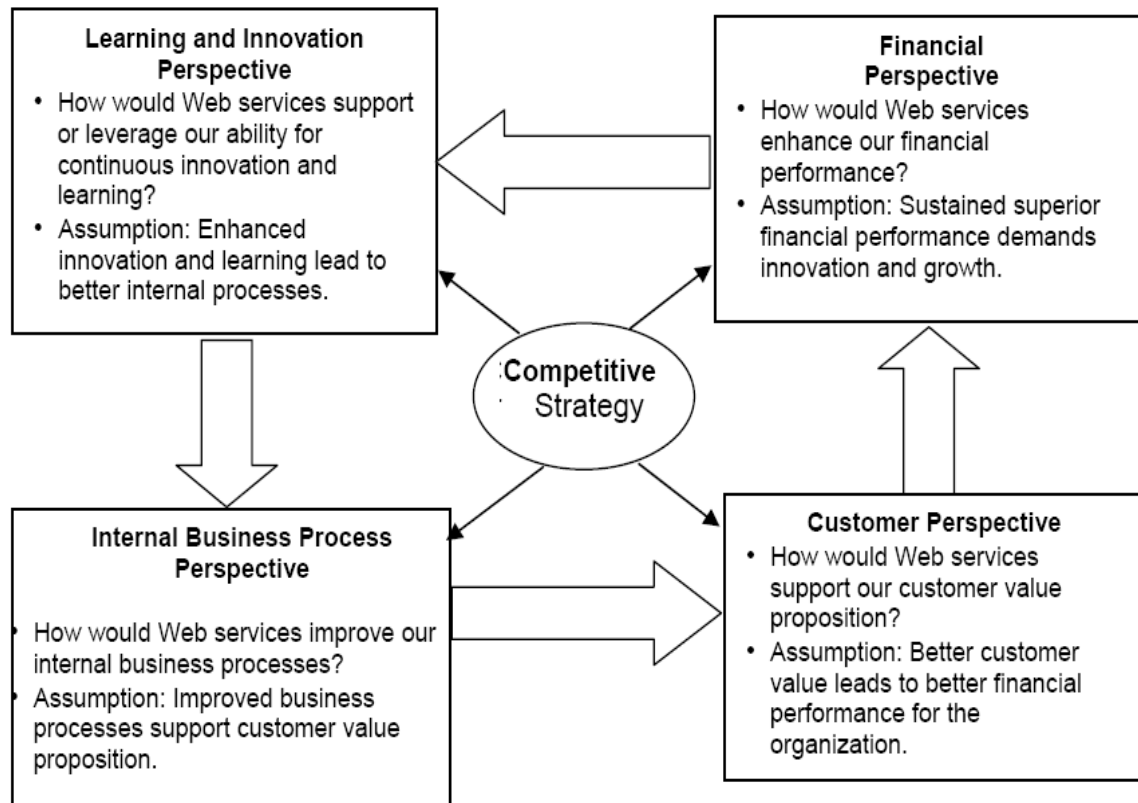 Learning and Innovation
Perspective
• How would Web services support
or leverage our ability for
continuous innovation and
learning?
• Assumption: Enhanced
innovation and learning lead to
better internal processes.
Financial
Perspective
• How would Web services
enhance our financial
performance?
• Assumption: Sustained superior
financial performance demands
innovation and growth.
Competitive
Strategy
Internal Business Process
Perspective
• How would Web services improve our
internal business processes?
• Assumption: Improved business
processes support customer value
proposition.
Customer Perspective
• How would Web services
support our customer value
proposition?
• Assumption: Better customer
value leads to better financial
performance for the
organization.